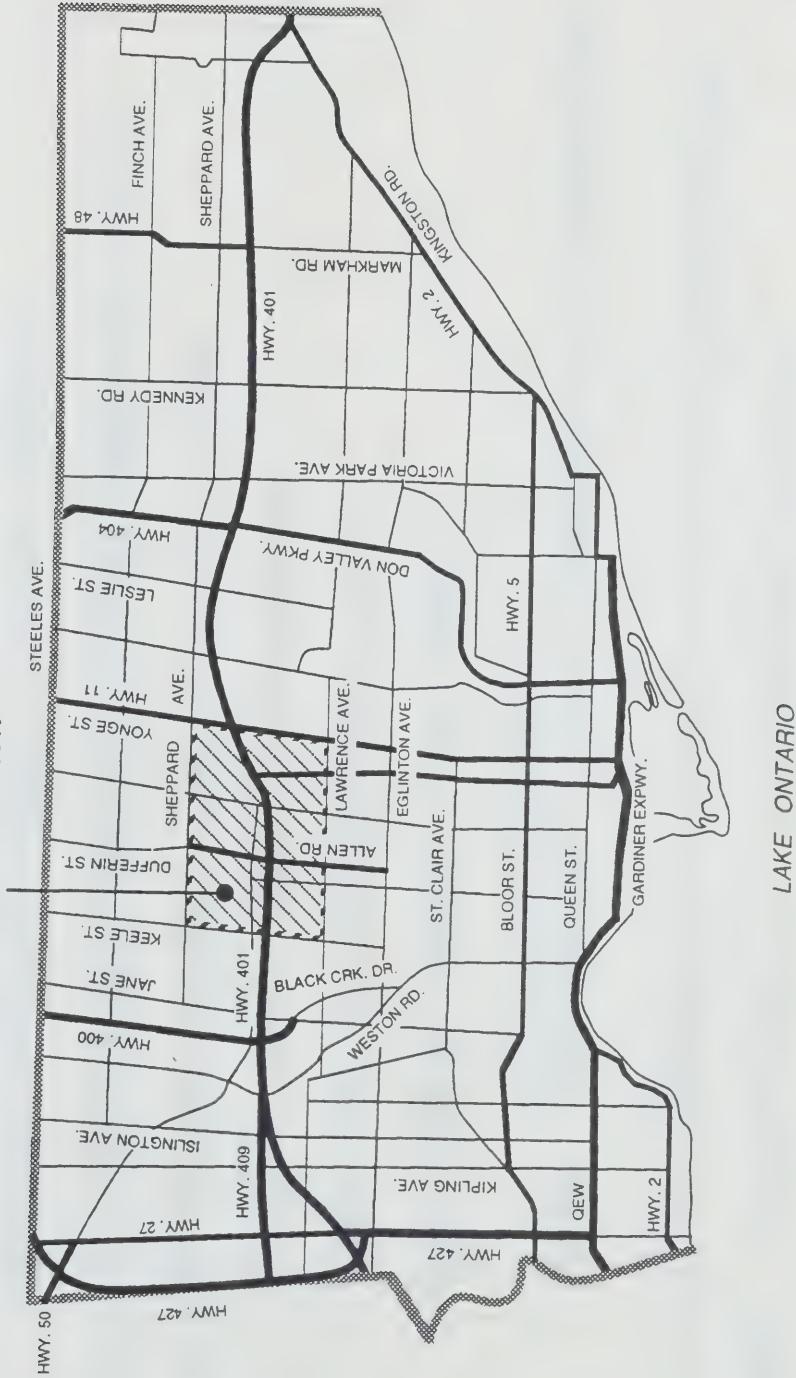 STEELES AVE.
HWY. 50
HWY. 427
HWY. 27
ISLINGTON AVE.
HWY. 400
JANE ST.
KEELE ST.
DUFFERIN ST.
YONGE ST.
HWY. 11
LESLIE ST.
HWY. 404
KENNEDY RD.
HWY. 48
FINCH AVE.
SHEPPARD AVE.
SHEPPARD
AVE.
HWY. 409
HWY. 401
HWY. 401
BLACK CRK. DR.
WESTON RD.
ALLEN RD.
LAWRENCE AVE.
EGLINTON AVE.
DON VALLEY PKWY.
VICTORIA PARK AVE.
MARKHAM RD.
KINGSTON RD.
HWY. 2
HWY. 427
KIPLING AVE.
ST. CLAIR AVE.
BLOOR ST.
HWY. 5
QUEEN ST.
QEW
GARDINER EXPWY.
HWY. 2
LAKE ONTARIO